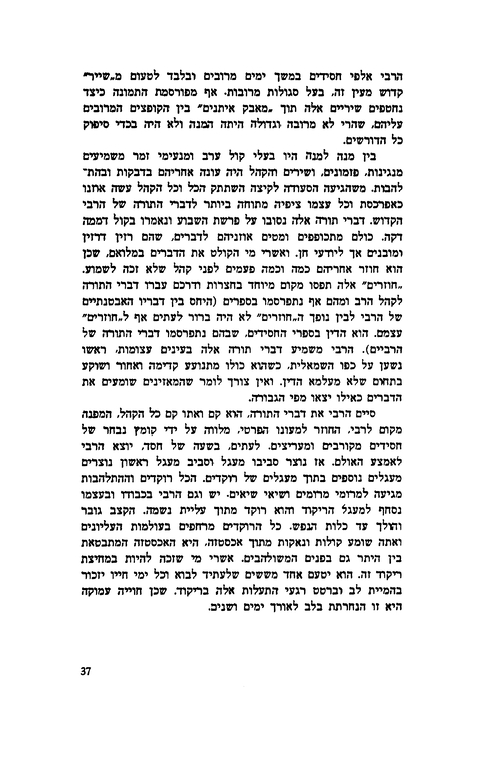 הרבי אלפי חסידים במשך ימים מרובים ובלבד לטעום מ„שייר"
קדוש מעין זה, בעל סגולות מרובות. אף מפורסמת התמונה כיצד
נחטפים שיריים אלה תוך „מאבק איתנים" בין הקופצים המרובים
עליהם, שהרי לא מרובה וגדולה היתה המנה ולא היה בכדי סיפוק
כל הדורשים.
בין מנה למנה היו בעלי קול ערב ומנעימי זמר משמיעים
מנגינות, פזמונים, ושירים והקהל היה עונה אחריהם בדבקות ובהת־
להבות. משהגיעה הסעודה לקיצה השתתק הכל וכל הקהל עשה אוזנו
כאפרכסת וכל עצמו ציפיה מתוחה ביותר לדברי התורה של הרבי
הקדוש. דברי תורה אלה נסובו על פרשת השבוע ונאמרו בקול דממה
דקה. כולם מתכופפים ומטים אוזניהם לדברים, שהם רזין דרזין
ומובנים אך ליודעי חן. ואשרי מי הקולט את הדברים במלואם, שכן
הוא חוזר אחריהם כמה וכמה פעמים לפני קהל שלא זכה לשמוע.
„חוזרים" אלה תפסו מקום מיוחד בחצרות ודרכם עברו דברי התורה
לקהל הרב ומהם אף נתפרסמו בספרים (היחס בין דבריו האבטנתיים
של הרבי לבין נופך ה„חוזרים" לא היה ברור לעתים אף ל„חוזרים"
עצמם. הוא הדין בספרי החסידים, שבהם נתפרסמו דברי התורה של
הרביים). הרבי משמיע דברי תורה אלה בעינים עצומות, ראשו
נשען על כפו השמאלית, כשהוא כולו מתנועע קדימה ואחור ושוקע
בתחום שלא מעלמא הדין. ואין צורך לומר שהמאזינים שומעים את
הדברים כאילו יצאו מפי הגבורה.
סיים הרבי את דברי התורה, הוא קם ואתו קם כל הקהל, המפנה
מקום לרבי, החוזר למעונו הפרטי, מלווה על ידי קומץ נבחר של
חסידים מקורבים ומעריצים. לעתים, בשעה של חסד, יוצא הרבי
לאמצע האולם. אז נוצר סביבו מעגל וסביב מעגל ראשון נוצרים
מעגלים נוספים בתוך מעגלים של רוקדים. הכל רוקדים וההתלהבות
מגיעה למרומי מרומים ושיאי שיאים. יש וגם הרבי בכבודו ובעצמו
נסחף למעגל הריקוד והוא רוקד מתוך עליית נשמה. הקצב גובר
והולך עד כלות הנפש. כל הרוקדים מרחפים בעולמות העליונים
ואתה שומע קולות ונאקות מתוך אכסטזה, היא האכסטזה המתבטאת
בין היתר גם בפנים המשולהבים. אשרי מי שזכה להיות במחיצת
ריקוד זה. הוא יטעם אחד מששים שלעתיד לבוא וכל ימי חייו יזכור
בהמיית לב וברטט רגעי התעלות אלה בריקוד. שכן חוייה עמוקה
היא זו הנחרתת בלב לאורך ימים ושנים.
37